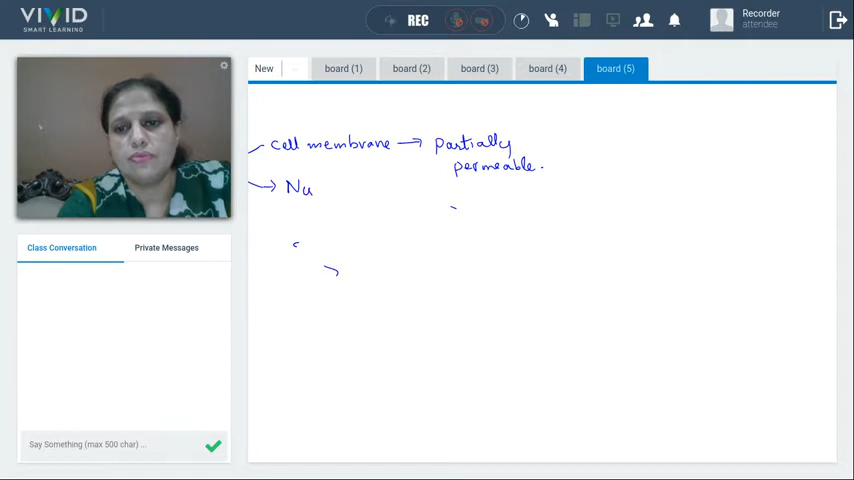 VIVID
SMART LEARNING
REC
Recorder
attendee
New
board (1)
board (2)
board (3)
board (4)
board (5)
cell membrane → partially
permeable.
→ Nu
Class Conversation
Private Messages
Say Something (max 500 char) ...